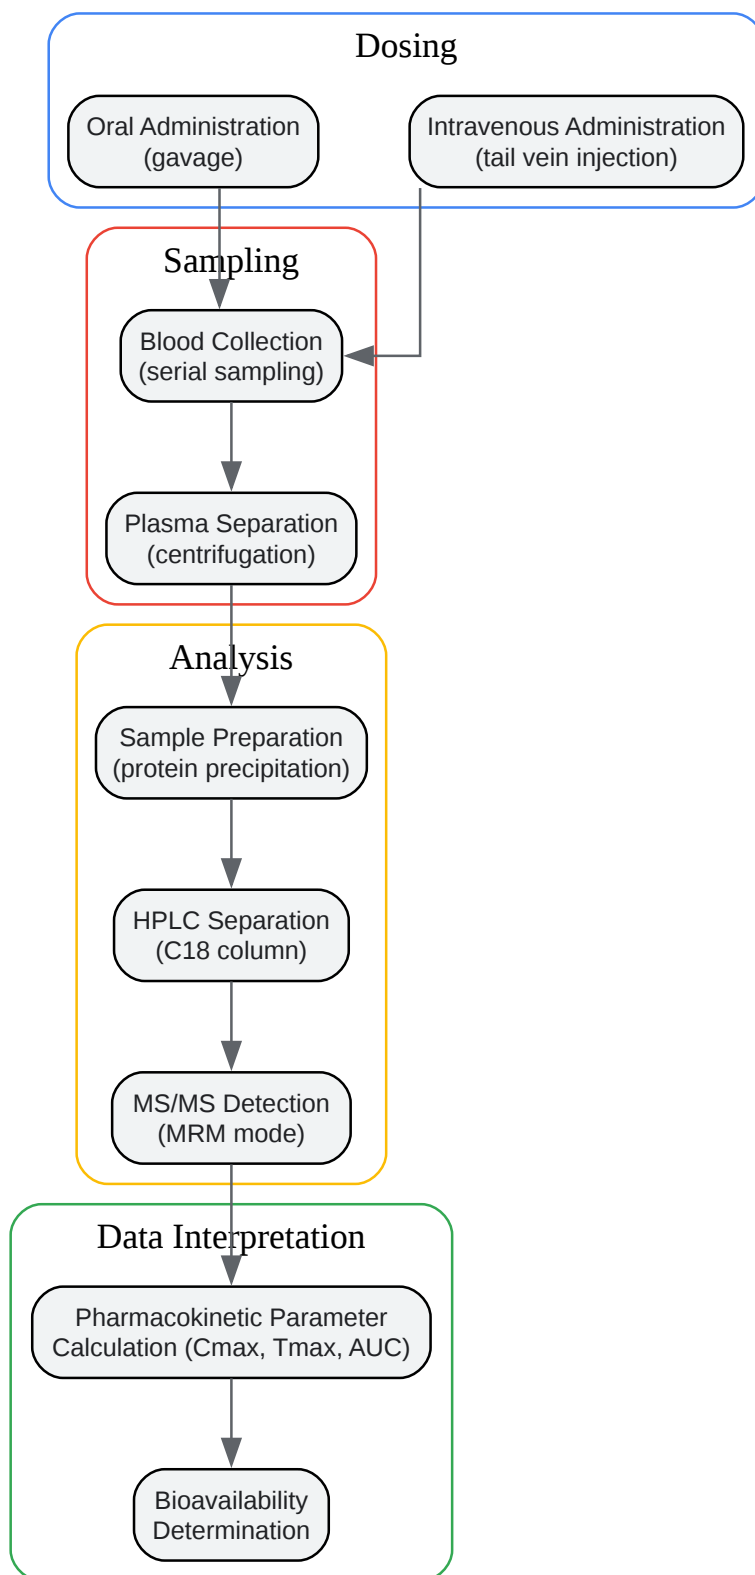 Dosing
Oral Administration
(gavage)
Intravenous Administration
(tail vein injection)
Sampling
Blood Collection
(serial sampling)
Plasma Separation
(centrifugation)
Analysis
Sample Preparation
(protein precipitation)
HPLC Separation
(C18 column)
MS/MS Detection
(MRM mode)
Data Interpretation
Pharmacokinetic Parameter
Calculation (Cmax, Tmax, AUC)
Bioavailability
Determination